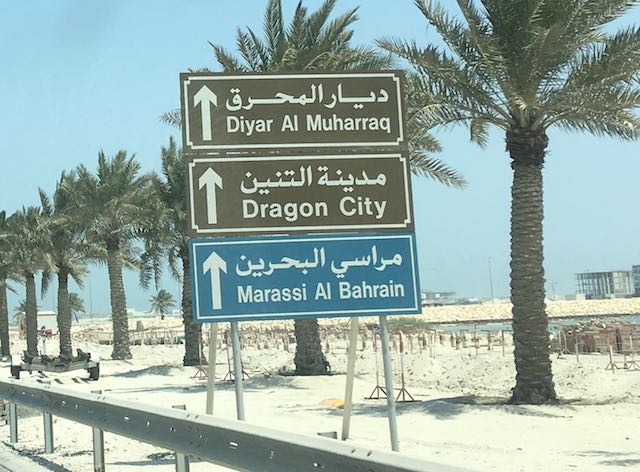 ديار المحرق
Diyar Al Muharraq
مدينة التنين
Dragon City
مراسي البحرين
Marassi Al Bahrain